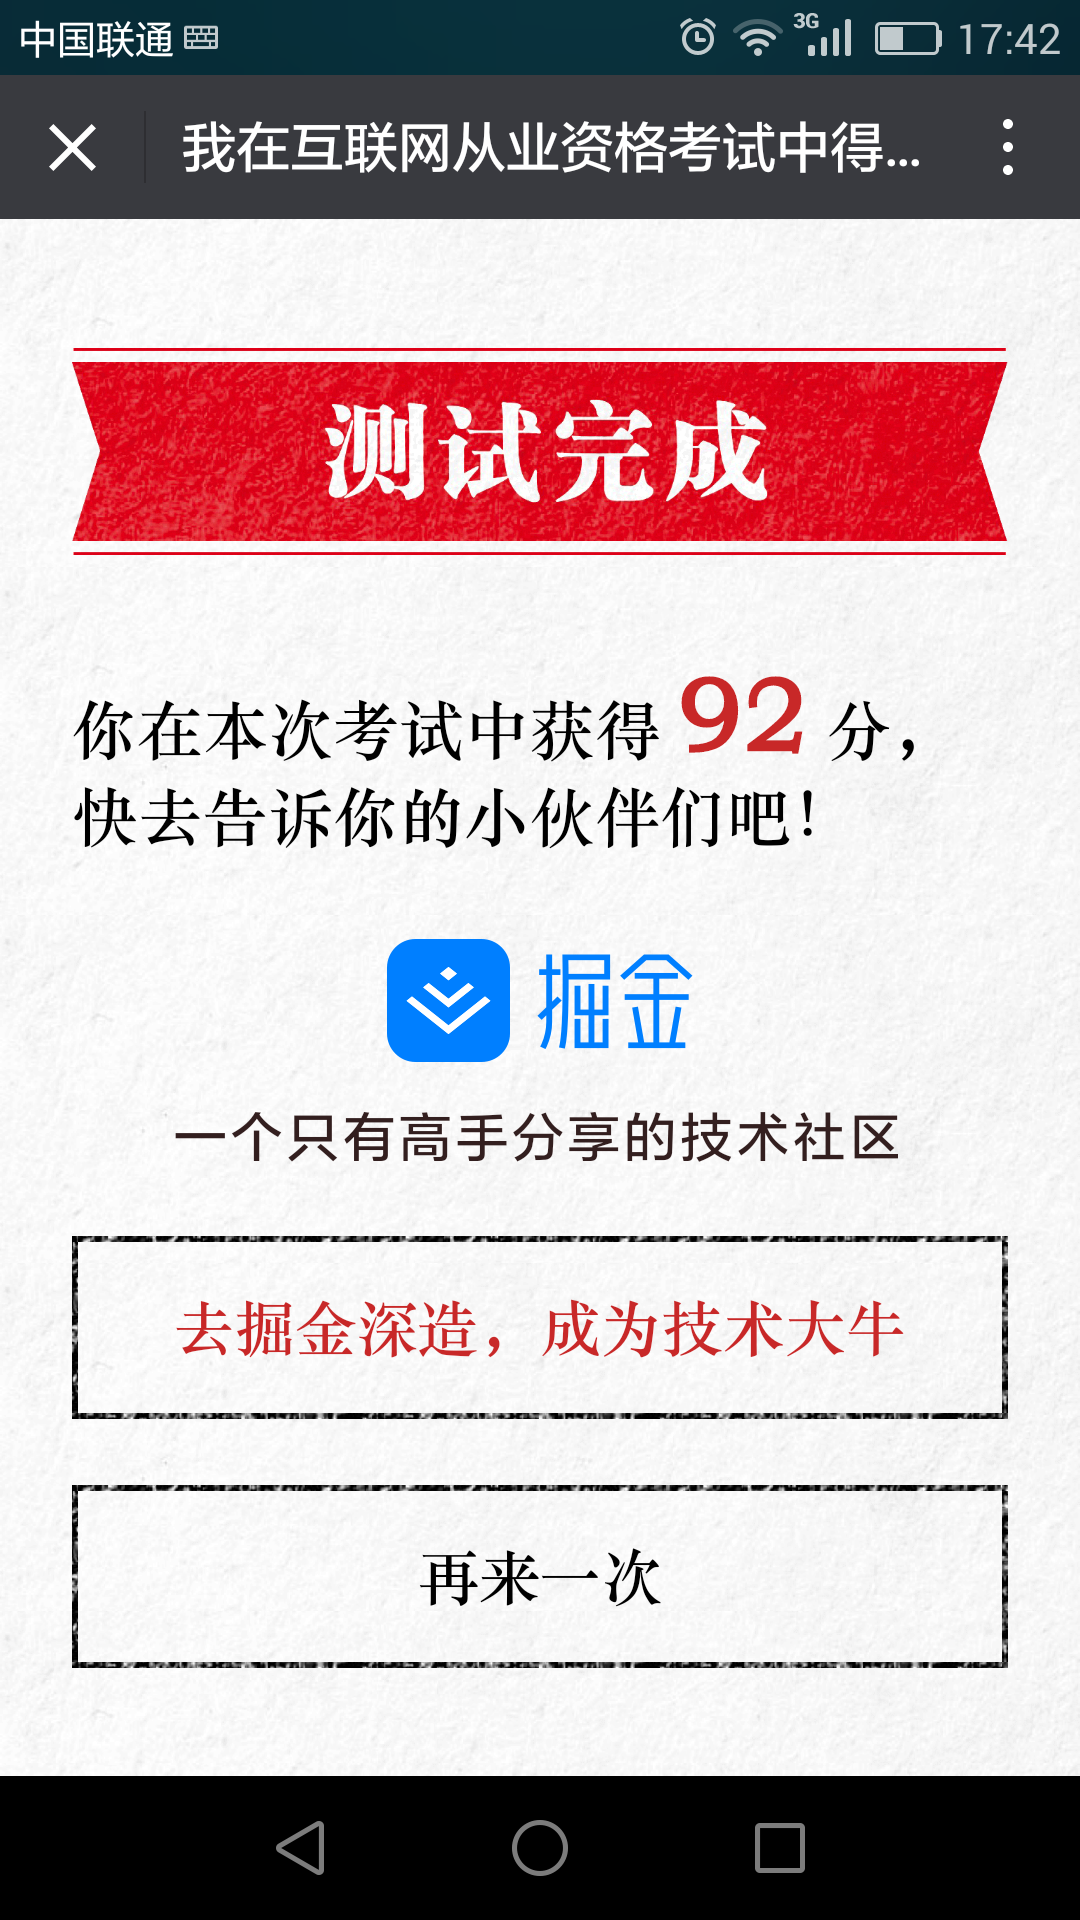 中国联通 3G 17:42
我在互联网从业资格考试中得...
测试完成
你在本次考试中获得 92 分，
快去告诉你的小伙伴们吧！
掘金
一个只有高手分享的技术社区
去掘金深造，成为技术大牛
再来一次